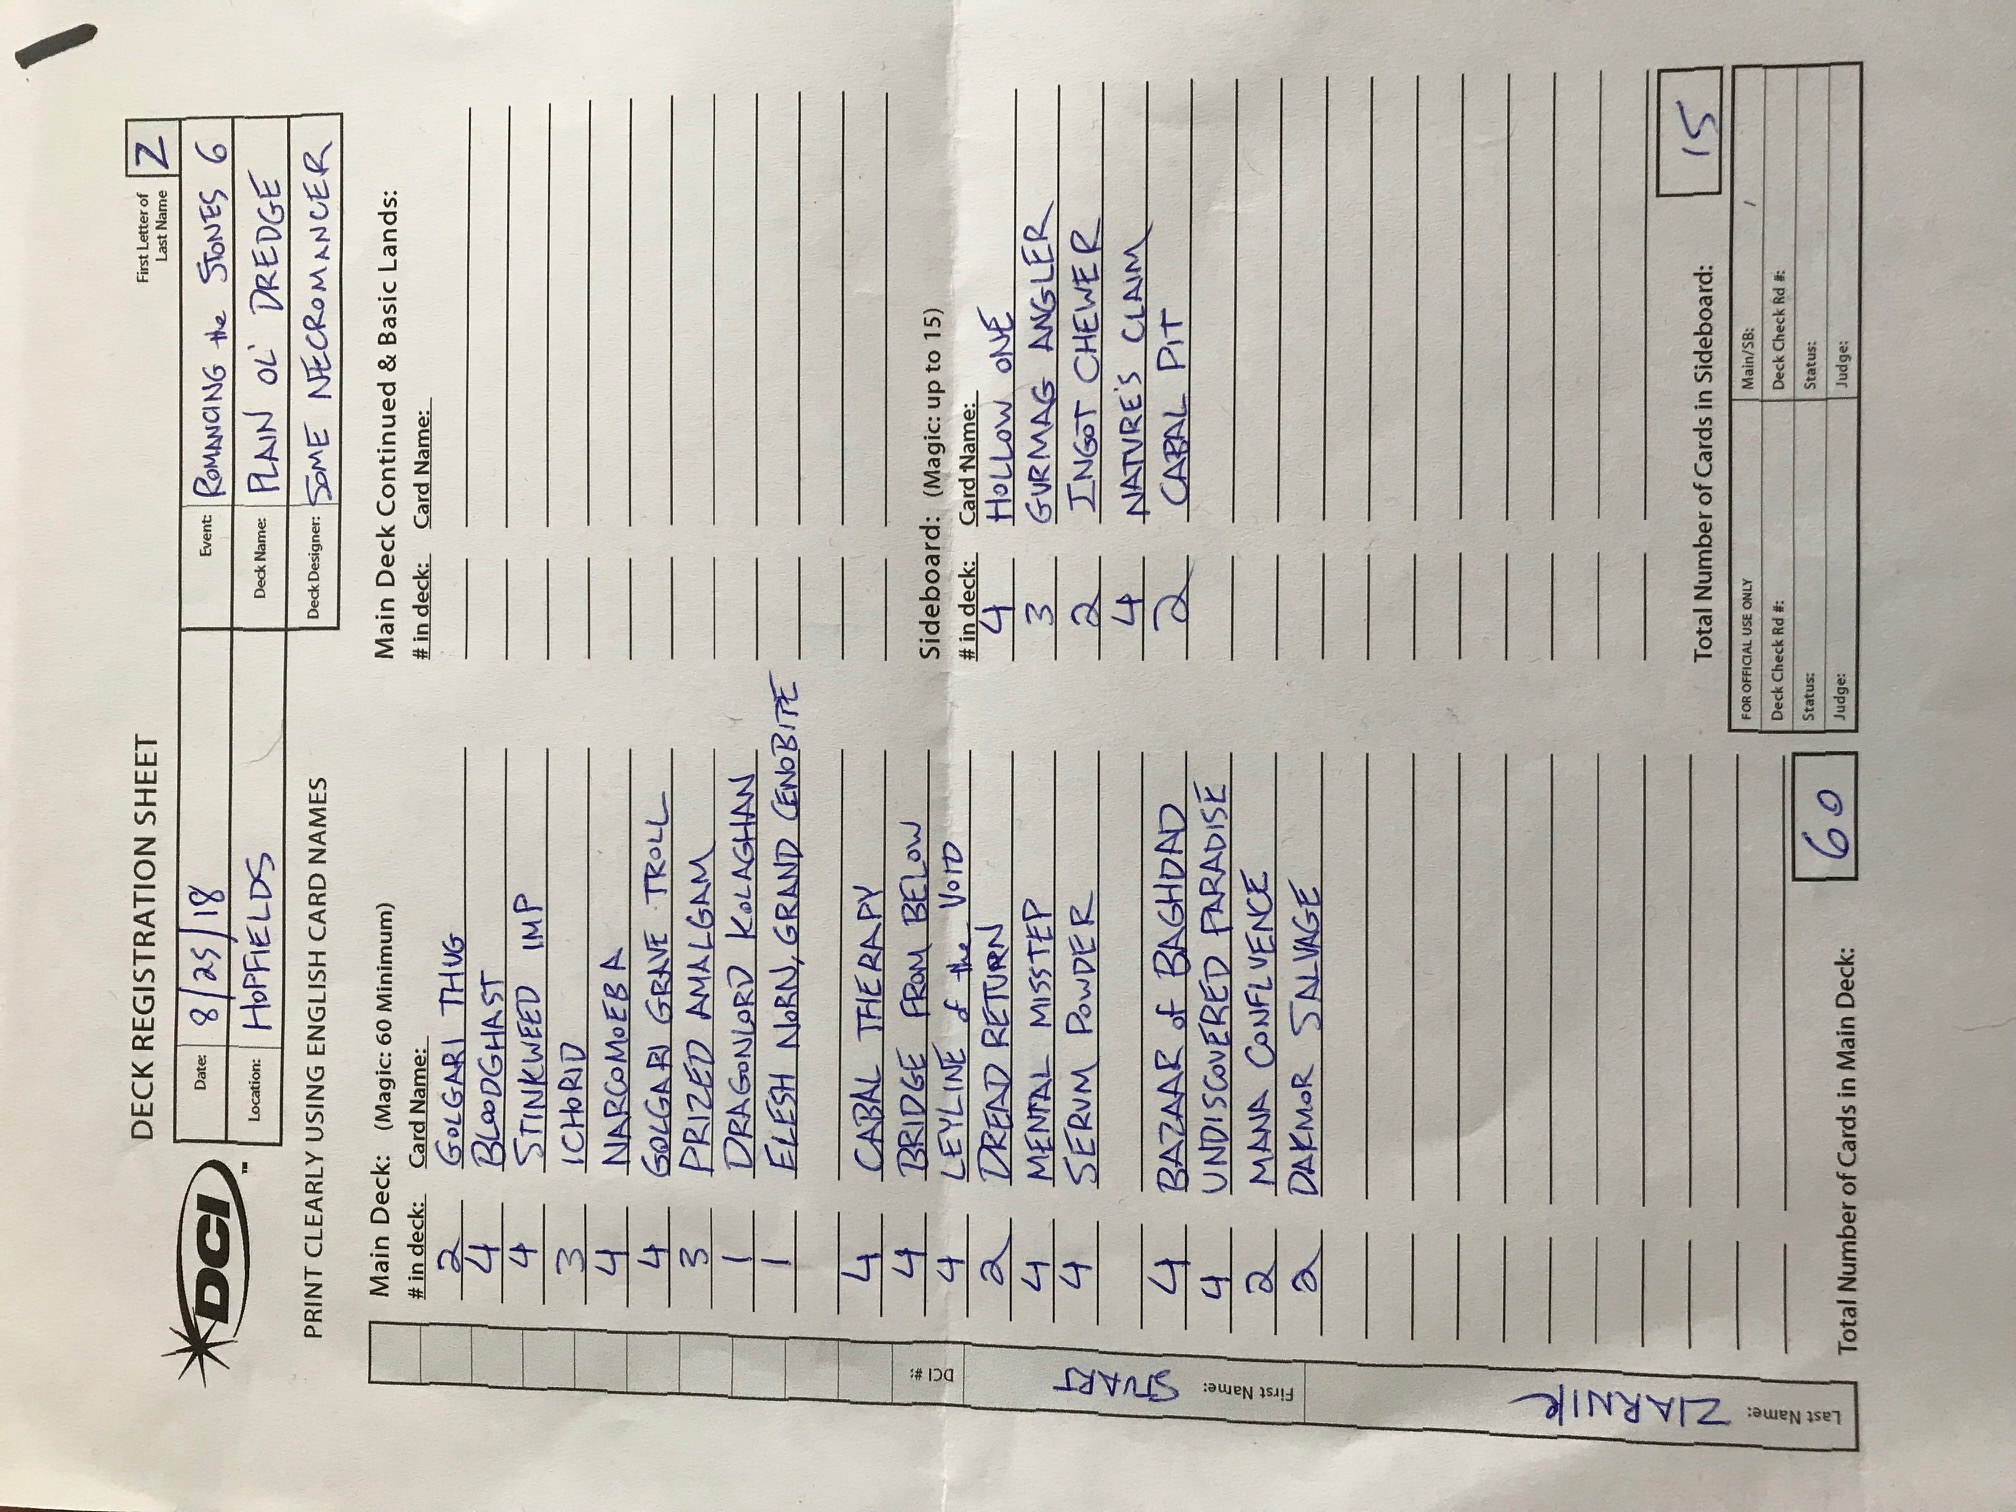 DECK REGISTRATION SHEET
First Letter of Last Name Z
DCI ™
Date: 8/25/18
Event: ROMANCING the STONES 6
Location: HOPFIELDS
Deck Name: PLAIN OL' DREDGE
Deck Designer: SOME NECROMANCER
PRINT CLEARLY USING ENGLISH CARD NAMES
Main Deck: (Magic: 60 Minimum)
# in deck: Card Name:
2 GOLGARI THUG
4 BLOODGHAST
4 STINKWEED IMP
3 ICHORID
4 NARCOMOEBA
4 GOLGARI GRAVE TROLL
3 PRIZED AMALGAM
1 DRAGONLORD KOLAGHAN
1 ELESH NORN, GRAND CENOBITE
4 CABAL THERAPY
4 BRIDGE FROM BELOW
4 LEYLINE of the VOID
2 DREAD RETURN
4 MENTAL MISSTEP
4 SERUM POWDER
4 BAZAAR of BAGHDAD
4 UNDISCOVERED PARADISE
2 MANA CONFLUENCE
2 DAKMOR SALVAGE
Total Number of Cards in Main Deck: 60
Main Deck Continued & Basic Lands:
# in deck: Card Name:
Sideboard: (Magic: up to 15)
# in deck: Card Name:
4 HOLLOW ONE
3 GURMAG ANGLER
2 INGOT CHEWER
4 NATURE'S CLAIM
2 CABAL PIT
Total Number of Cards in Sideboard: 15
FOR OFFICIAL USE ONLY
Main/SB: /
Deck Check Rd #:
Deck Check Rd #:
Status:
Status:
Judge:
Judge:
Last Name: ZIARNIK
First Name: STUART
DCI #: